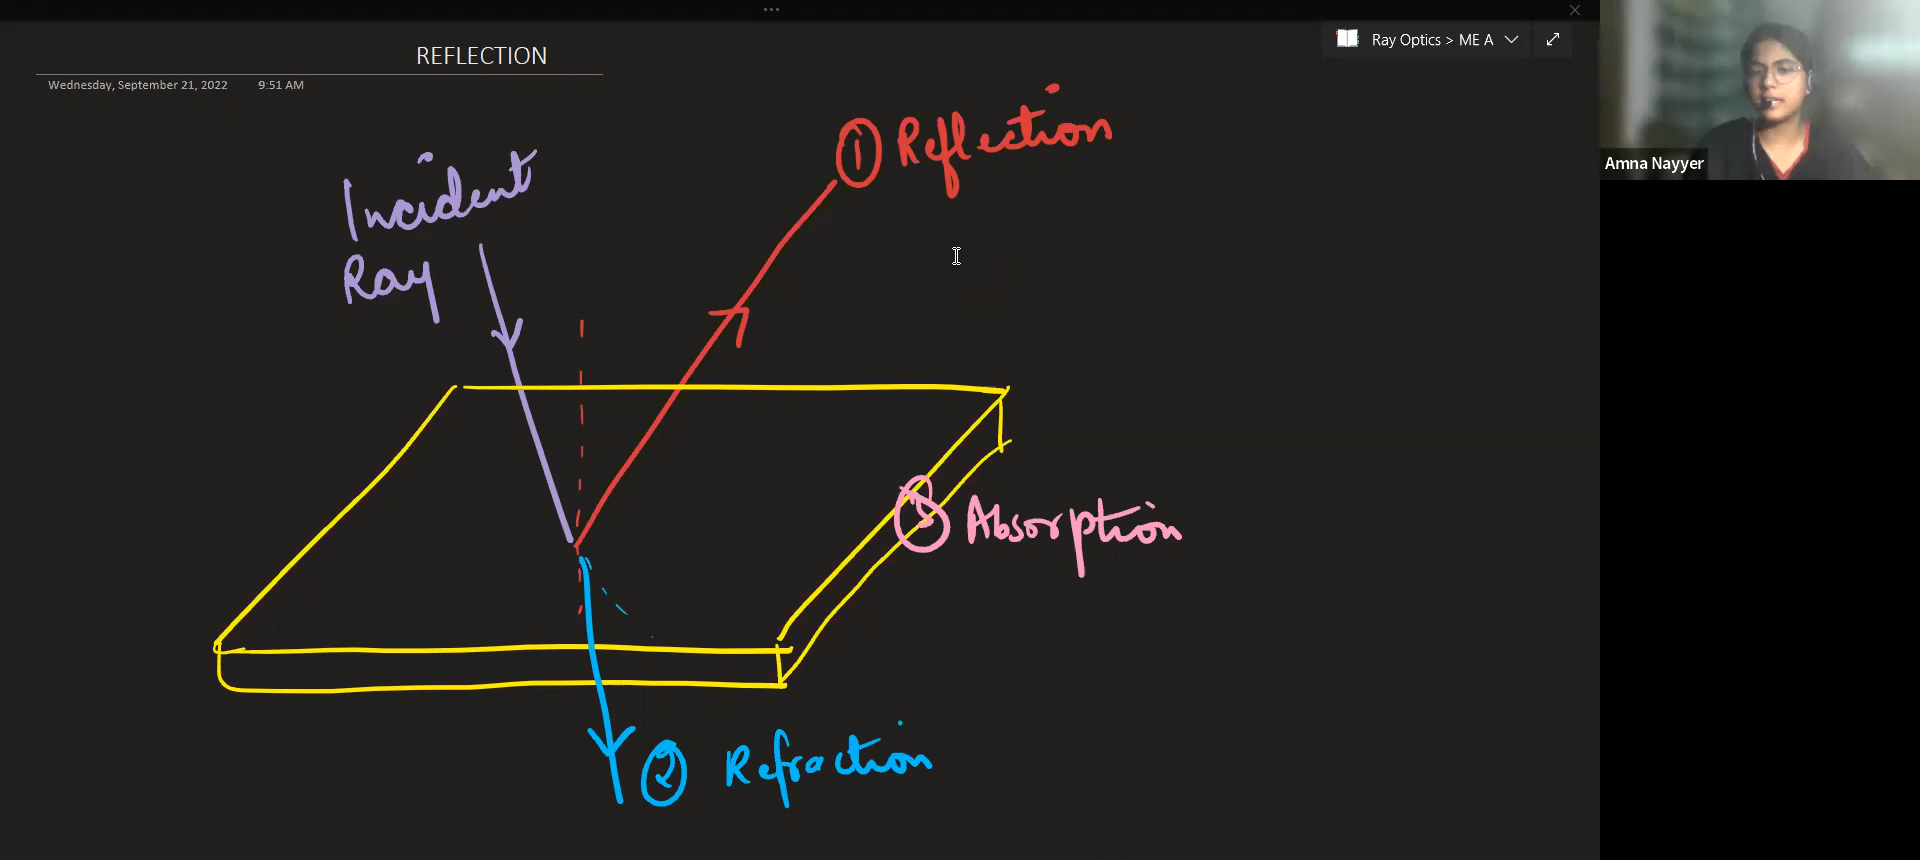 REFLECTION
Wednesday, September 21, 2022 9:51 AM
Ray Optics > ME A
Amna Nayyer
① Reflection
Incident
Ray
③ Absorption
② Refraction